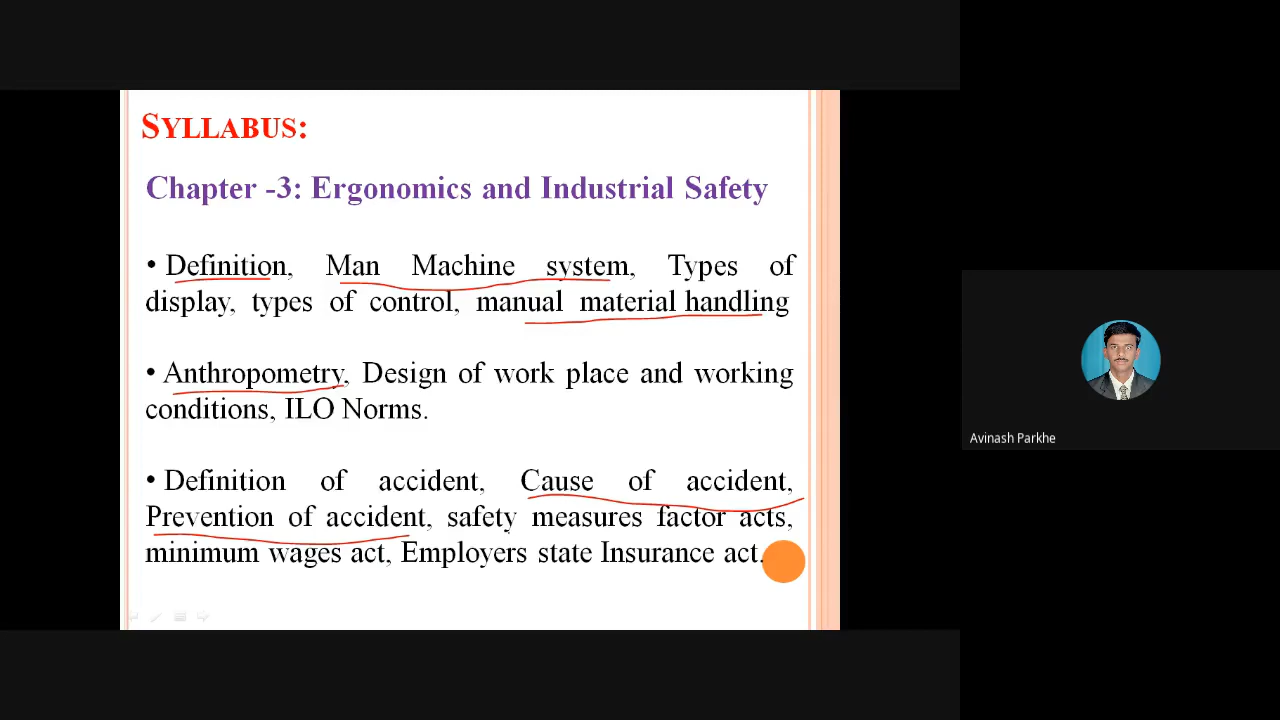 SYLLABUS:
Chapter -3: Ergonomics and Industrial Safety
• Definition, Man Machine system, Types of
display, types of control, manual material handling
• Anthropometry, Design of work place and working
conditions, ILO Norms.
• Definition of accident, Cause of accident,
Prevention of accident, safety measures factor acts,
minimum wages act, Employers state Insurance act.
Avinash Parkhe